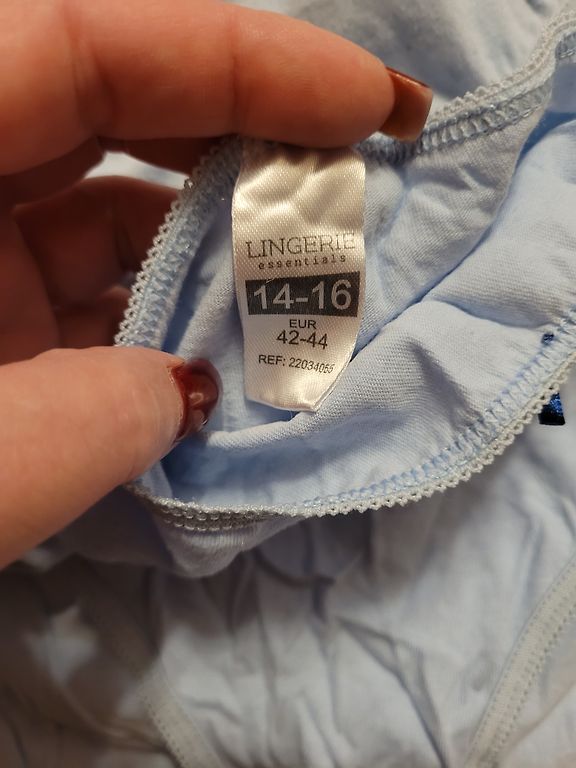 LINGERIE
essentials
14-16
EUR
42-44
REF: 22034055